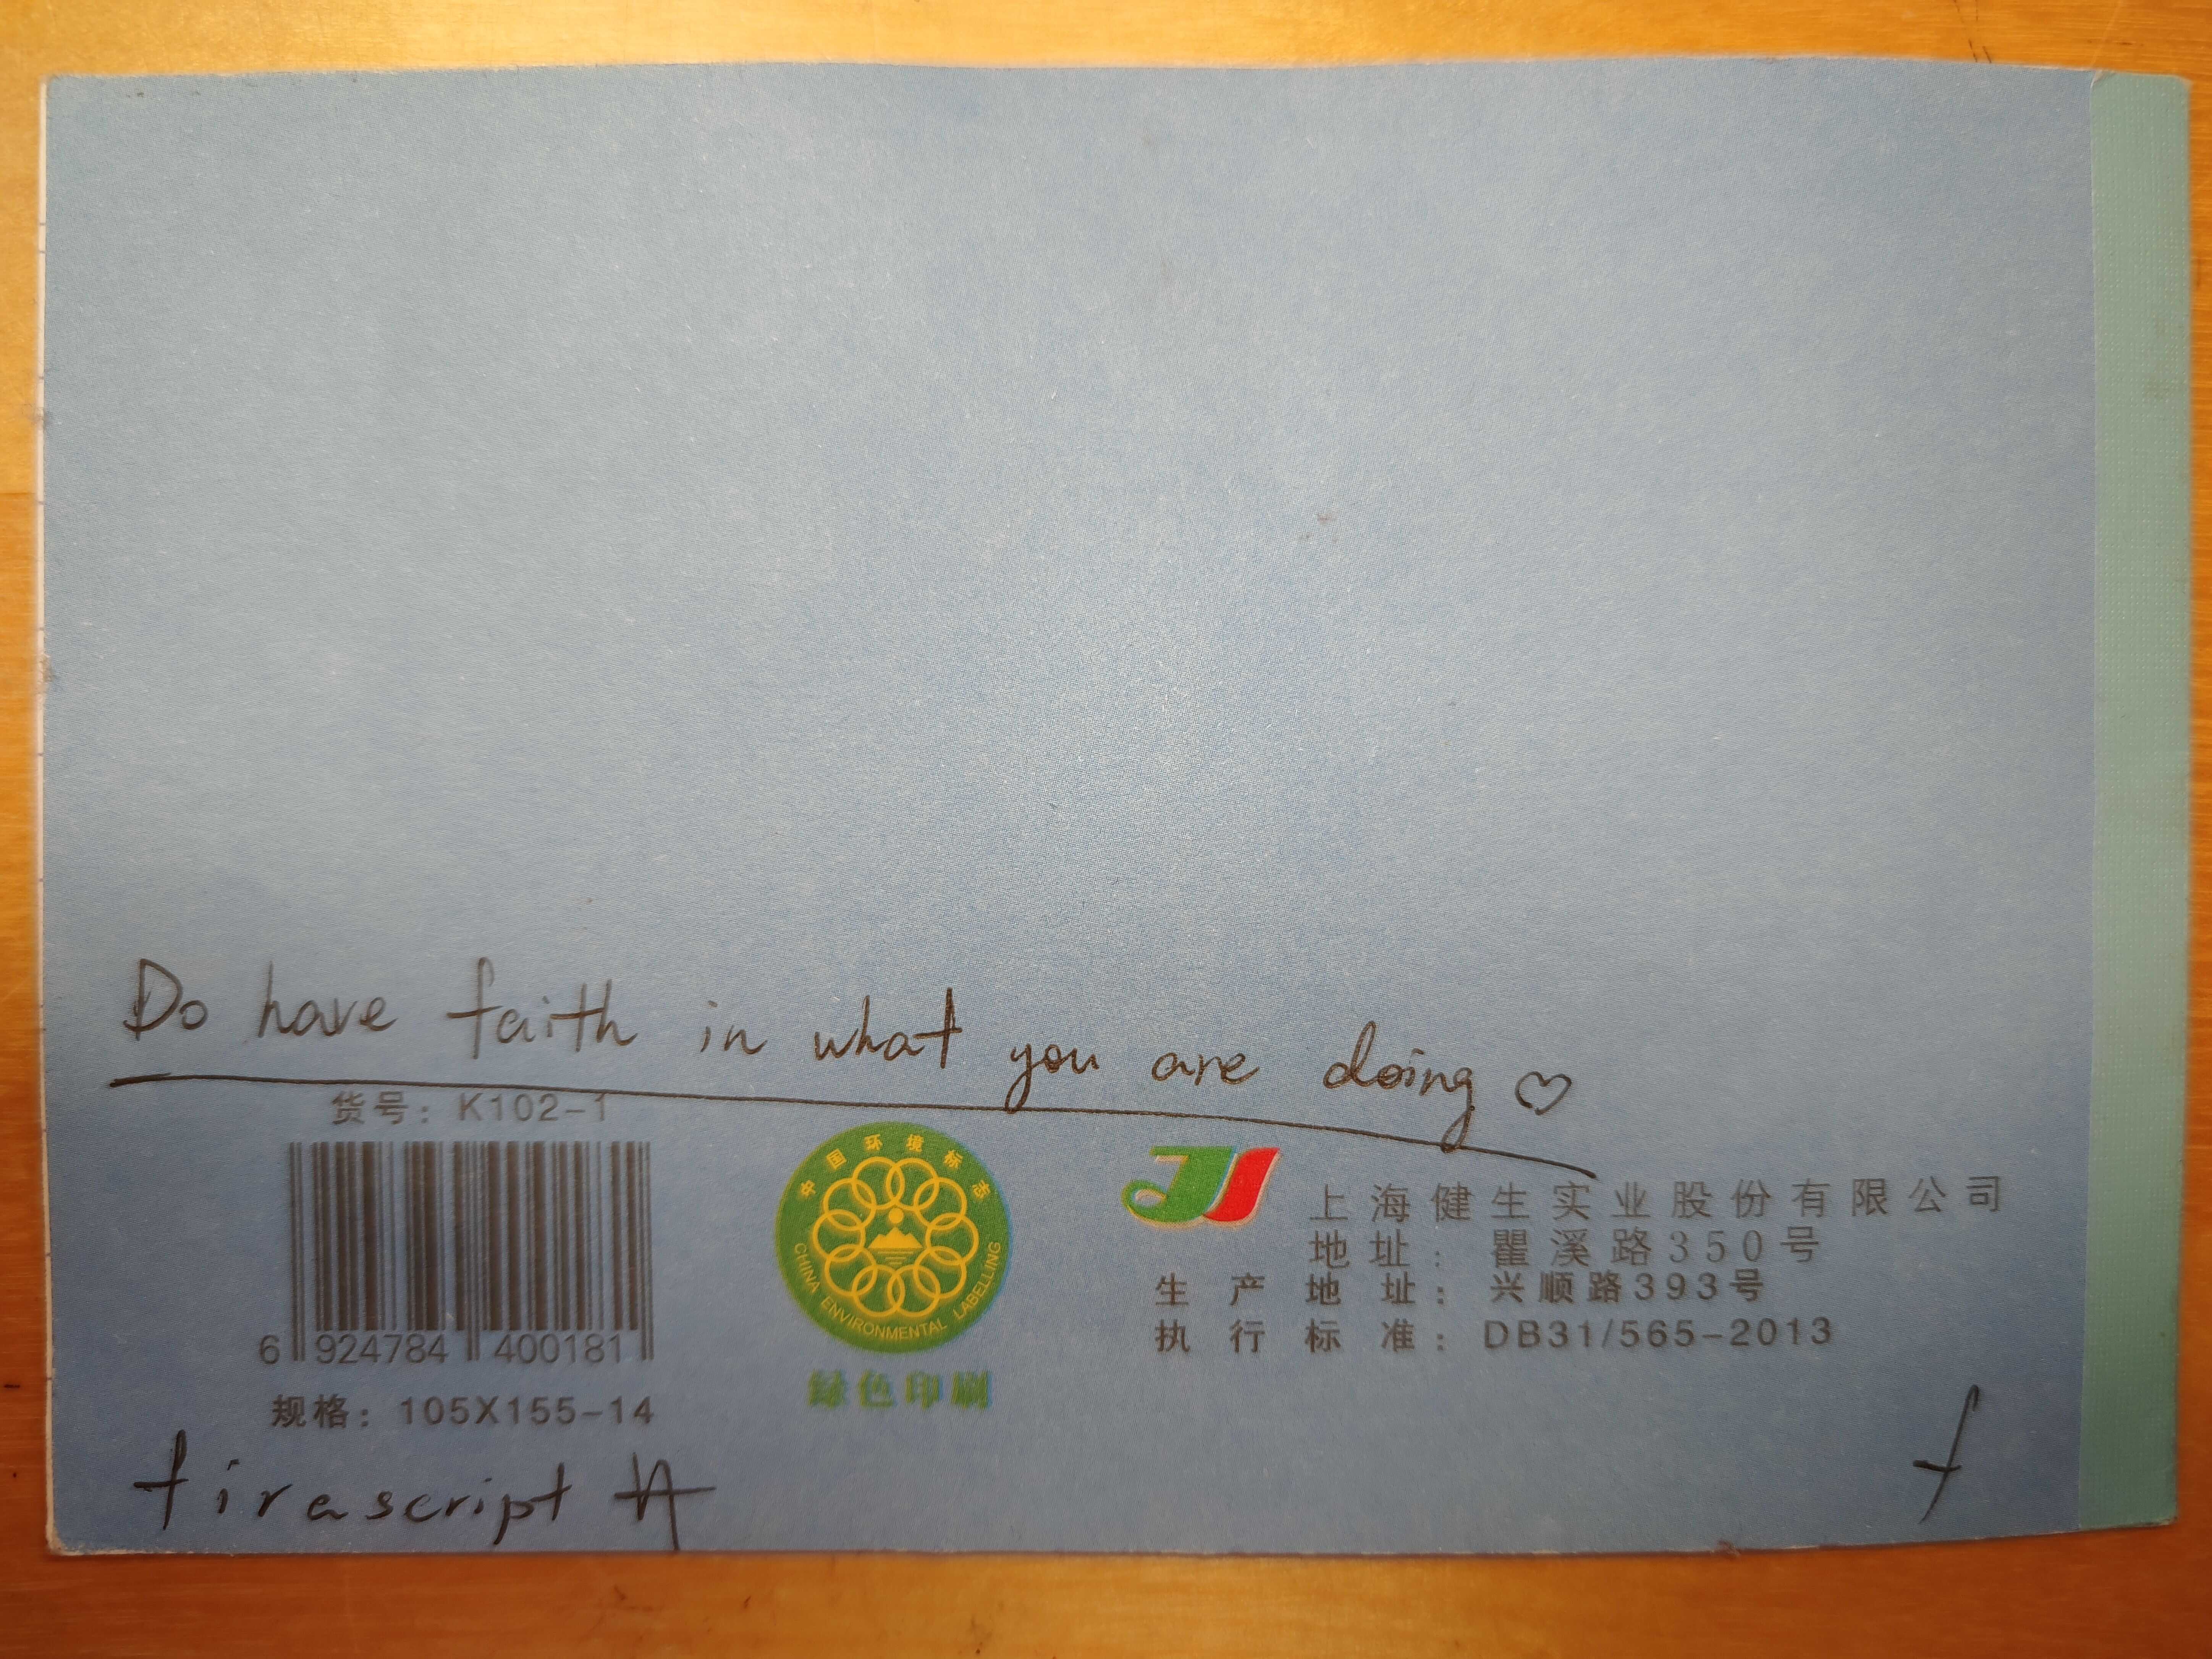 Do have faith in what you are doing ♡
货号：K102-1
6 924784 400181
规格：105X155-14
中国环境标志
CHINA ENVIRONMENTAL LABELLING
绿色印刷
上海健生实业股份有限公司
地址：瞿溪路350号
生产地址：兴顺路393号
执行标准：DB31/565-2013
tirascript
f